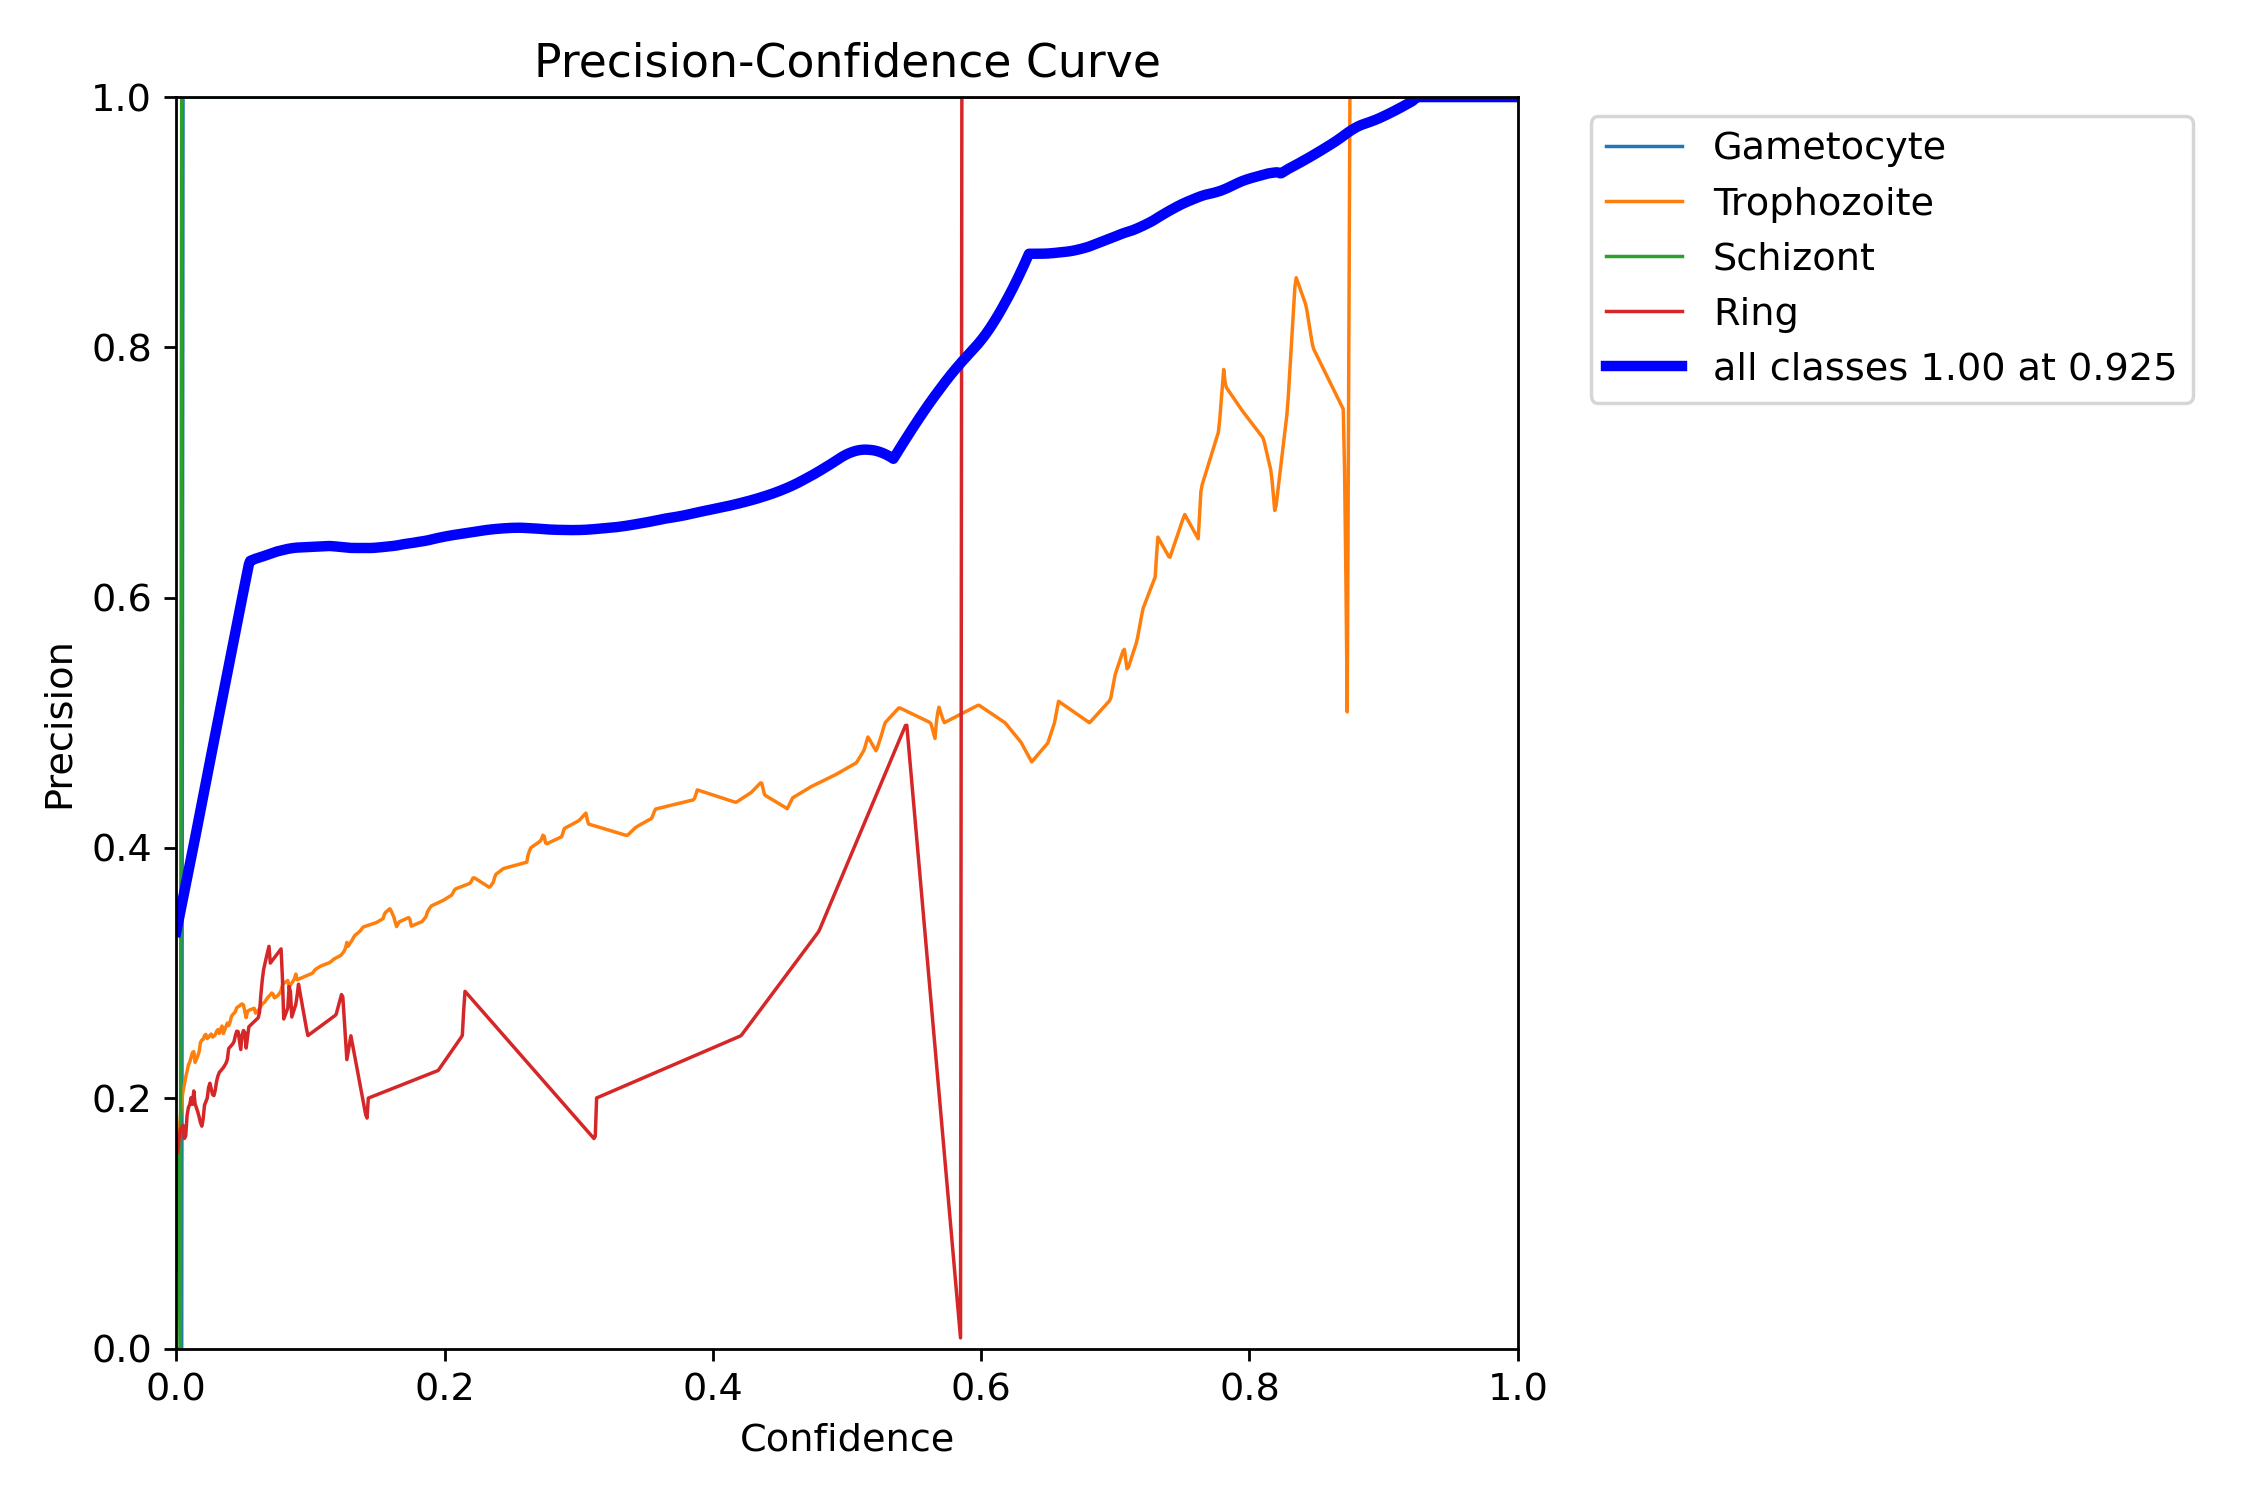 Precision-Confidence Curve
1.0
0.8
0.6
0.4
0.2
0.0
Precision
0.0 0.2 0.4 0.6 0.8 1.0
Confidence
Gametocyte
Trophozoite
Schizont
Ring
all classes 1.00 at 0.925